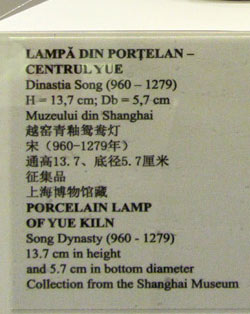 LAMPĂ DIN PORŢELAN –
CENTRUL YUE
Dinastia Song (960 – 1279)
H = 13,7 cm; Db = 5,7 cm
Muzeului din Shanghai
越窑青釉鸳鸯灯
宋（960-1279年）
通高13.7、底径5.7厘米
征集品
上海博物馆藏
PORCELAIN LAMP
OF YUE KILN
Song Dynasty (960 - 1279)
13.7 cm in height
and 5.7 cm in bottom diameter
Collection from the Shanghai Museum